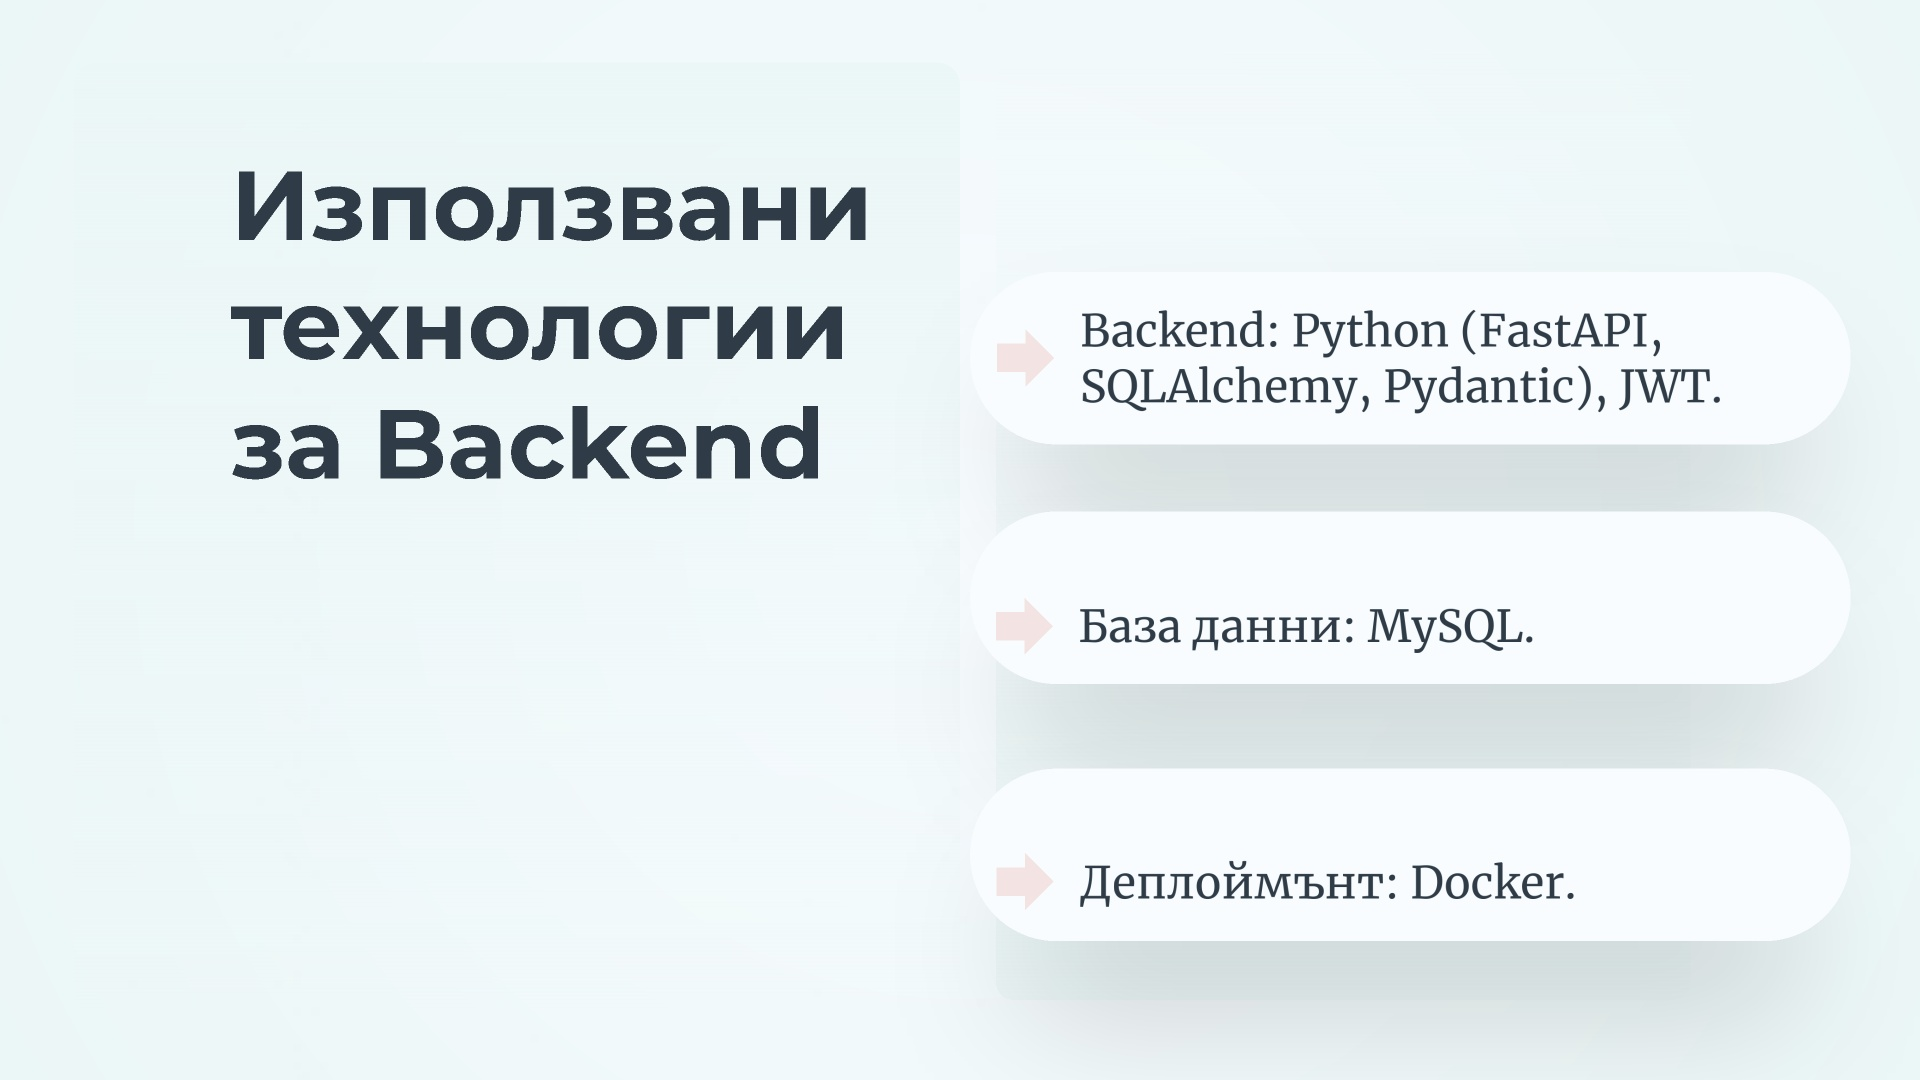 Използвани
технологии
за Backend
Backend: Python (FastAPI,
SQLAlchemy, Pydantic), JWT.
База данни: MySQL.
Деплоймънт: Docker.